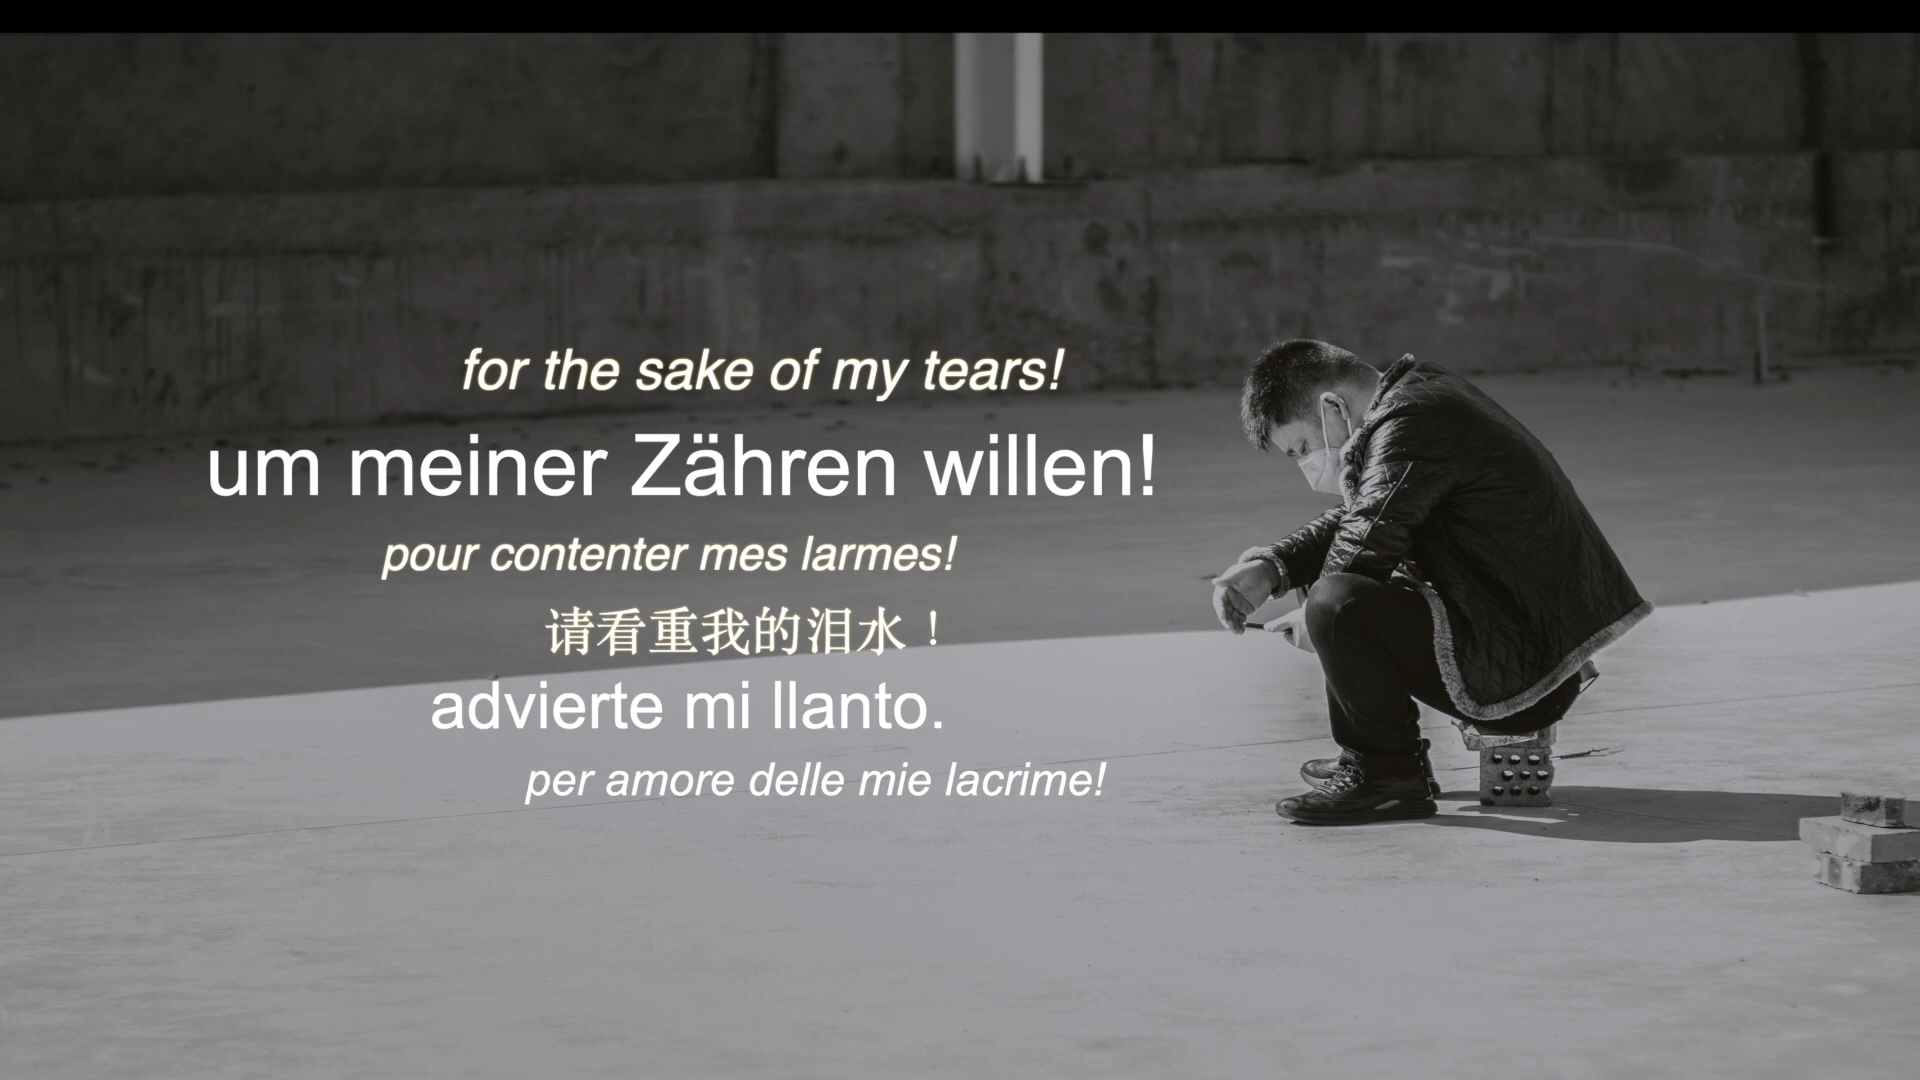 for the sake of my tears!
um meiner Zähren willen!
pour contenter mes larmes!
请看重我的泪水！
advierte mi llanto.
per amore delle mie lacrime!